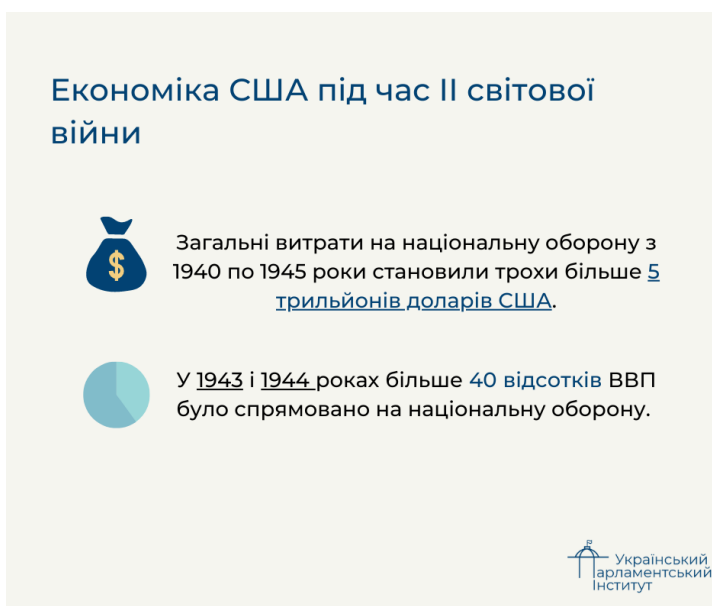 Економіка США під час ІІ світової
війни
$
Загальні витрати на національну оборону з
1940 по 1945 роки становили трохи більше 5
трильйонів доларів США.
У 1943 і 1944 роках більше 40 відсотків ВВП
було спрямовано на національну оборону.
Український
Парламентський
Інститут